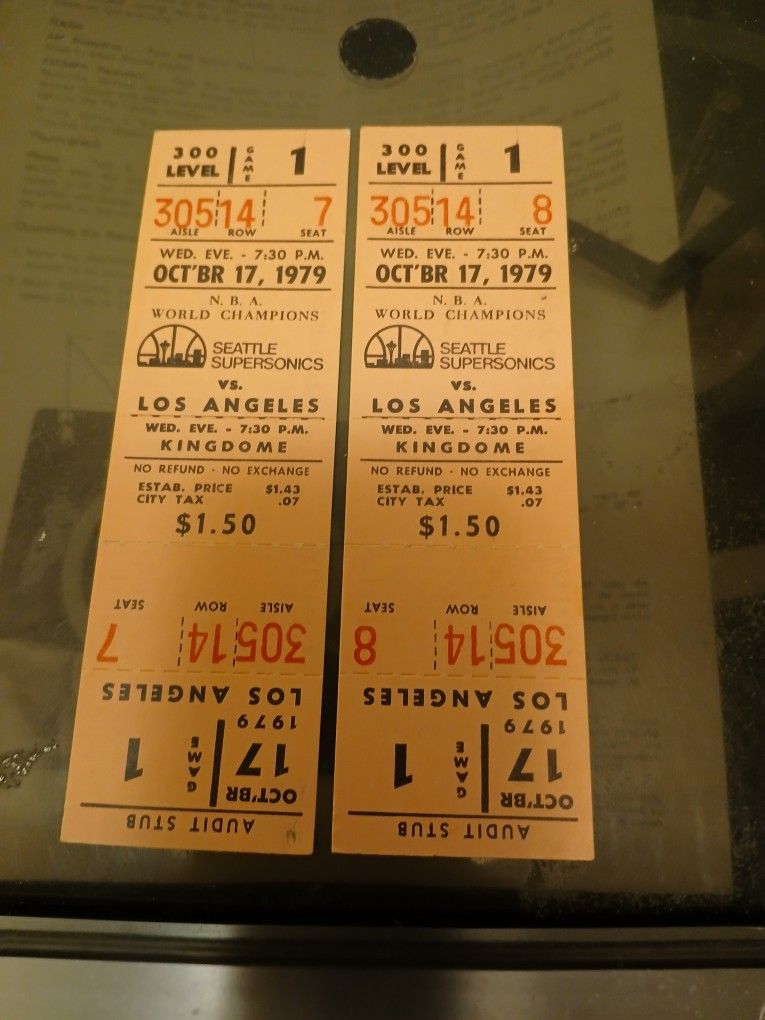 300 LEVEL GAME 1
305 14 7
AISLE ROW SEAT
WED. EVE. - 7:30 P.M.
OCT'BR 17, 1979
N. B. A.
WORLD CHAMPIONS
SEATTLE
SUPERSONICS
VS.
LOS ANGELES
WED. EVE. - 7:30 P.M.
KINGDOME
NO REFUND · NO EXCHANGE
ESTAB. PRICE $1.43
CITY TAX .07
$1.50
AUDIT STUB
OCT'BR 17 1979 GAME 1
LOS ANGELES
305 14 7
AISLE ROW SEAT
300 LEVEL GAME 1
305 14 8
AISLE ROW SEAT
WED. EVE. - 7:30 P.M.
OCT'BR 17, 1979
N. B. A.
WORLD CHAMPIONS
SEATTLE
SUPERSONICS
VS.
LOS ANGELES
WED. EVE. - 7:30 P.M.
KINGDOME
NO REFUND · NO EXCHANGE
ESTAB. PRICE $1.43
CITY TAX .07
$1.50
AUDIT STUB
OCT'BR 17 1979 GAME 1
LOS ANGELES
305 14 8
AISLE ROW SEAT